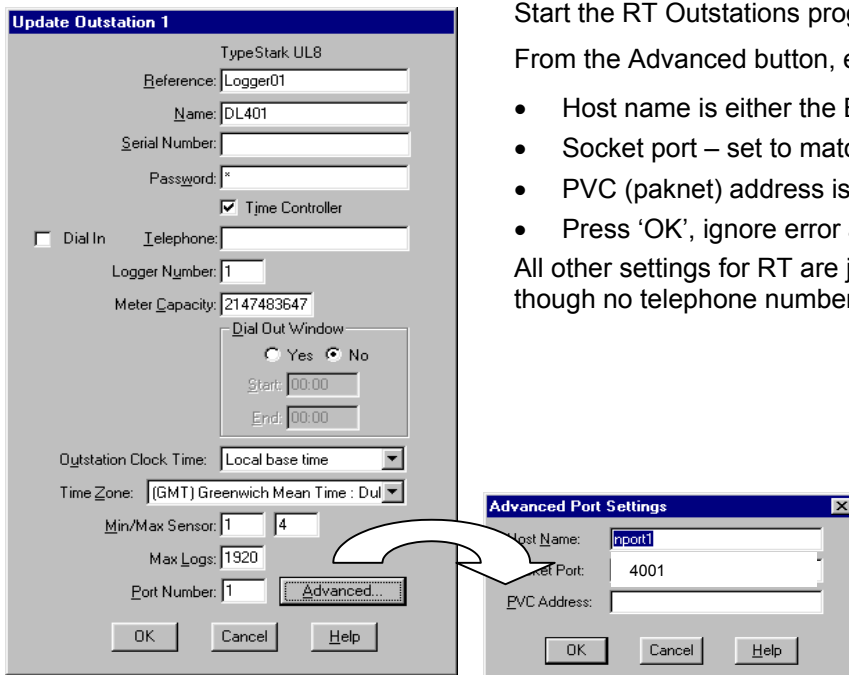 Update Outstation 1
TypeStark UL8
Reference: Logger01
Name: DL401
Serial Number:
Password: *
Time Controller
Dial In Telephone:
Logger Number: 1
Meter Capacity: 2147483647
Dial Out Window
Yes No
Start: 00:00
End: 00:00
Outstation Clock Time: Local base time
Time Zone: (GMT) Greenwich Mean Time : Dul
Min/Max Sensor: 1 4
Max Logs: 1920
Port Number: 1 Advanced...
OK Cancel Help
Start the RT Outstations
From the Advanced button,
• Host name is either the
• Socket port – set to
• PVC (paknet) address is
• Press ‘OK’, ignore error
All other settings for RT are
though no telephone number
Advanced Port Settings
Name: nport1
Port: 4001
PVC Address:
OK Cancel Help